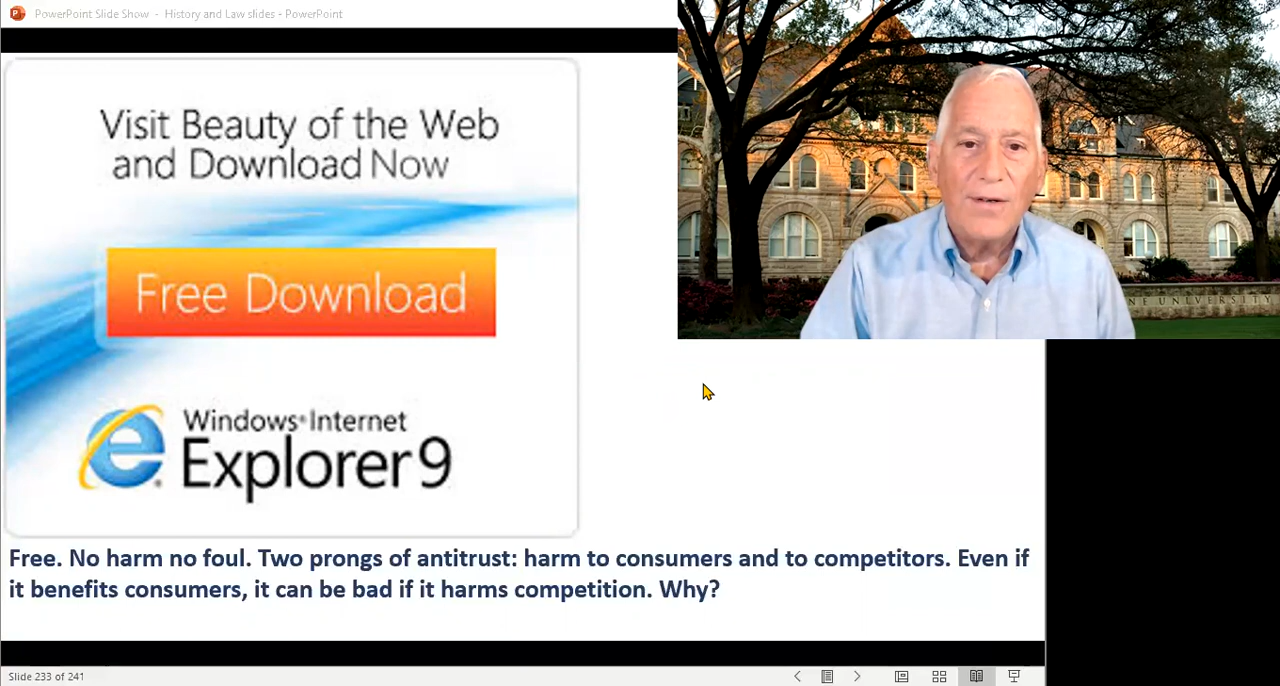 PowerPoint Slide Show - History and Law slides - PowerPoint
Visit Beauty of the Web
and Download Now
Free Download
Windows Internet
Explorer 9
NE UNIVERSITY
Free. No harm no foul. Two prongs of antitrust: harm to consumers and to competitors. Even if
it benefits consumers, it can be bad if it harms competition. Why?
Slide 233 of 241